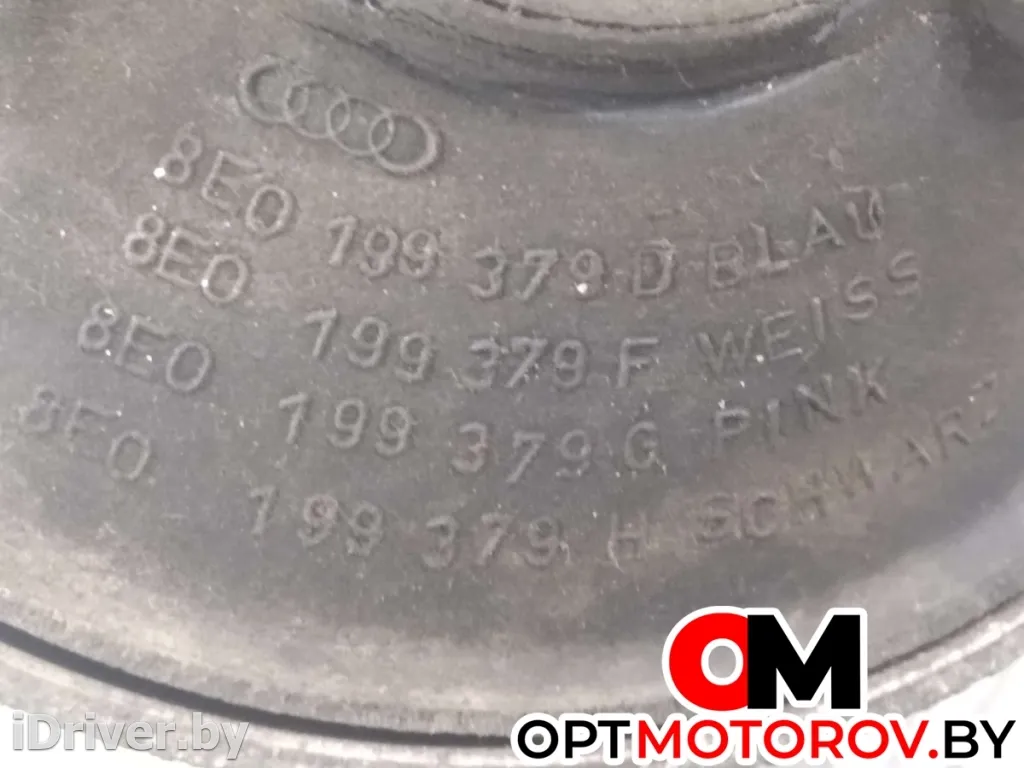 8E0 199 379 D BLAU
8E0 199 379 F WEISS
8E0 199 379 G PINK
8E0 199 379 H SCHWARZ
OM
OPTMOTOROV.BY
iDriver.by